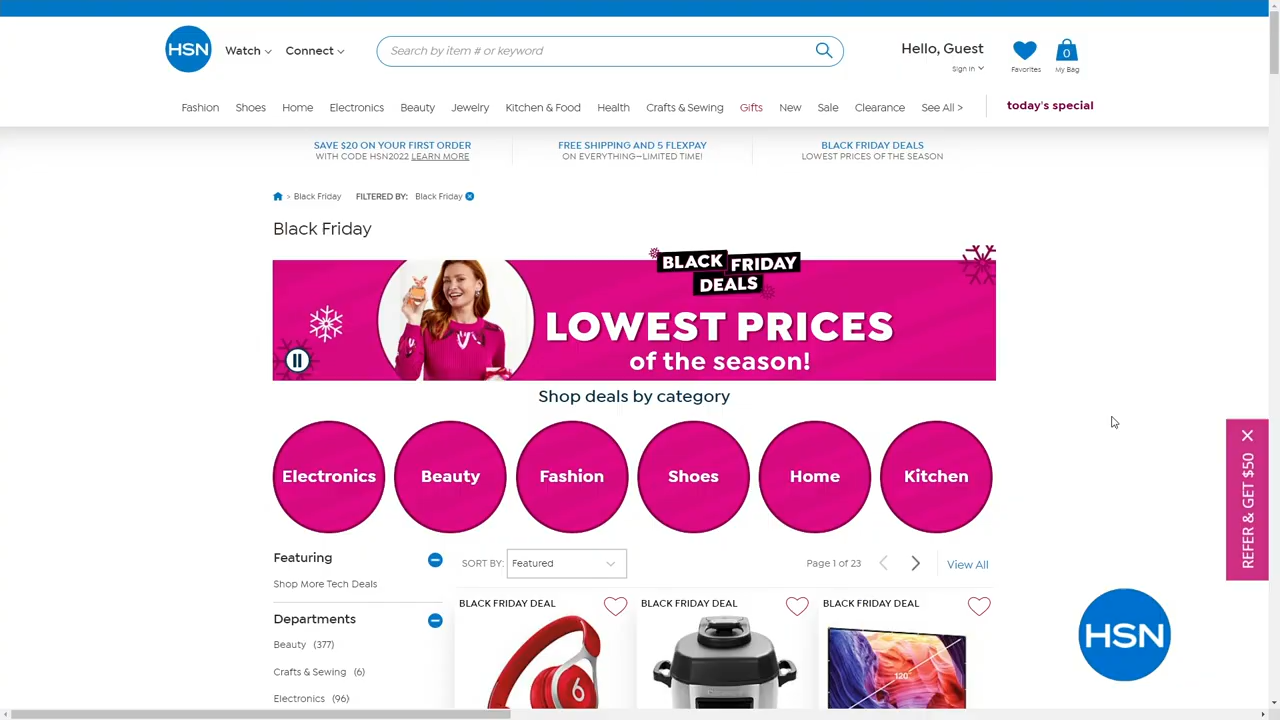 HSN
Watch
Connect
Search by item # or keyword
Hello, Guest
Sign In
Favorites
0
My Bag
Fashion
Shoes
Home
Electronics
Beauty
Jewelry
Kitchen & Food
Health
Crafts & Sewing
Gifts
New
Sale
Clearance
See All >
today's special
SAVE $20 ON YOUR FIRST ORDER
WITH CODE HSN2022 LEARN MORE
FREE SHIPPING AND 5 FLEXPAY
ON EVERYTHING—LIMITED TIME!
BLACK FRIDAY DEALS
LOWEST PRICES OF THE SEASON
> Black Friday
FILTERED BY: Black Friday
Black Friday
BLACK FRIDAY
DEALS
LOWEST PRICES
of the season!
Shop deals by category
Electronics
Beauty
Fashion
Shoes
Home
Kitchen
Featuring
Shop More Tech Deals
Departments
Beauty (377)
Crafts & Sewing (6)
Electronics (96)
SORT BY: Featured
Page 1 of 23
View All
BLACK FRIDAY DEAL
BLACK FRIDAY DEAL
BLACK FRIDAY DEAL
120"
REFER & GET $50
HSN